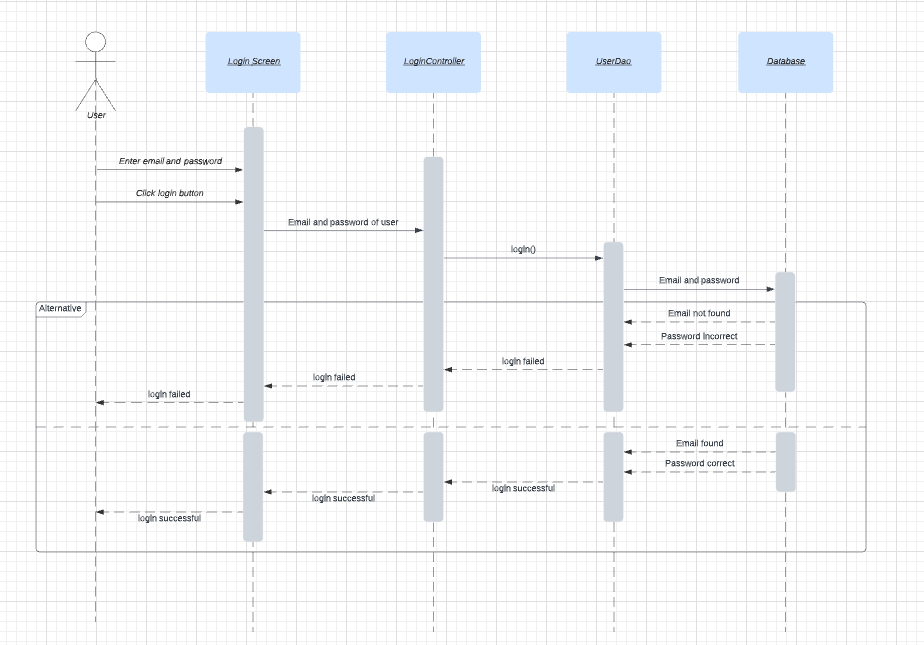 Login Screen
LoginController
UserDao
Database
User
Enter email and password
Click login button
Email and password of user
login()
Email and password
Alternative
Email not found
Password incorrect
login failed
login failed
login failed
Email found
Password correct
login successful
login successful
login successful